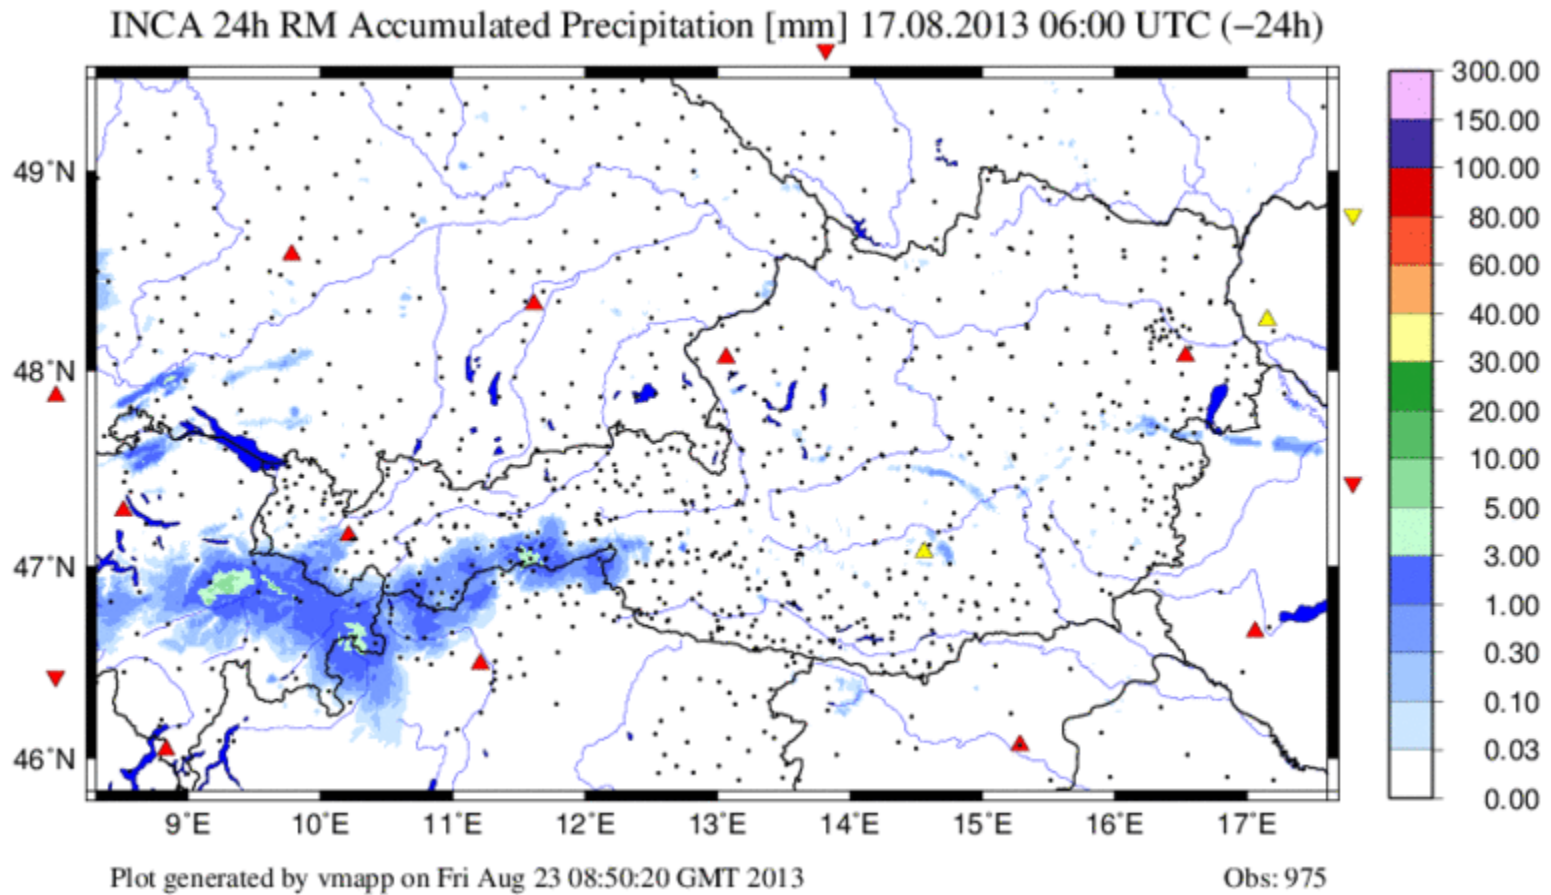 INCA 24h RM Accumulated Precipitation [mm] 17.08.2013 06:00 UTC (−24h)
300.00
150.00
100.00
80.00
60.00
40.00
30.00
20.00
10.00
5.00
3.00
1.00
0.30
0.10
0.03
0.00
49°N
48°N
47°N
46°N
9°E 10°E 11°E 12°E 13°E 14°E 15°E 16°E 17°E
Plot generated by vmapp on Fri Aug 23 08:50:20 GMT 2013 Obs: 975